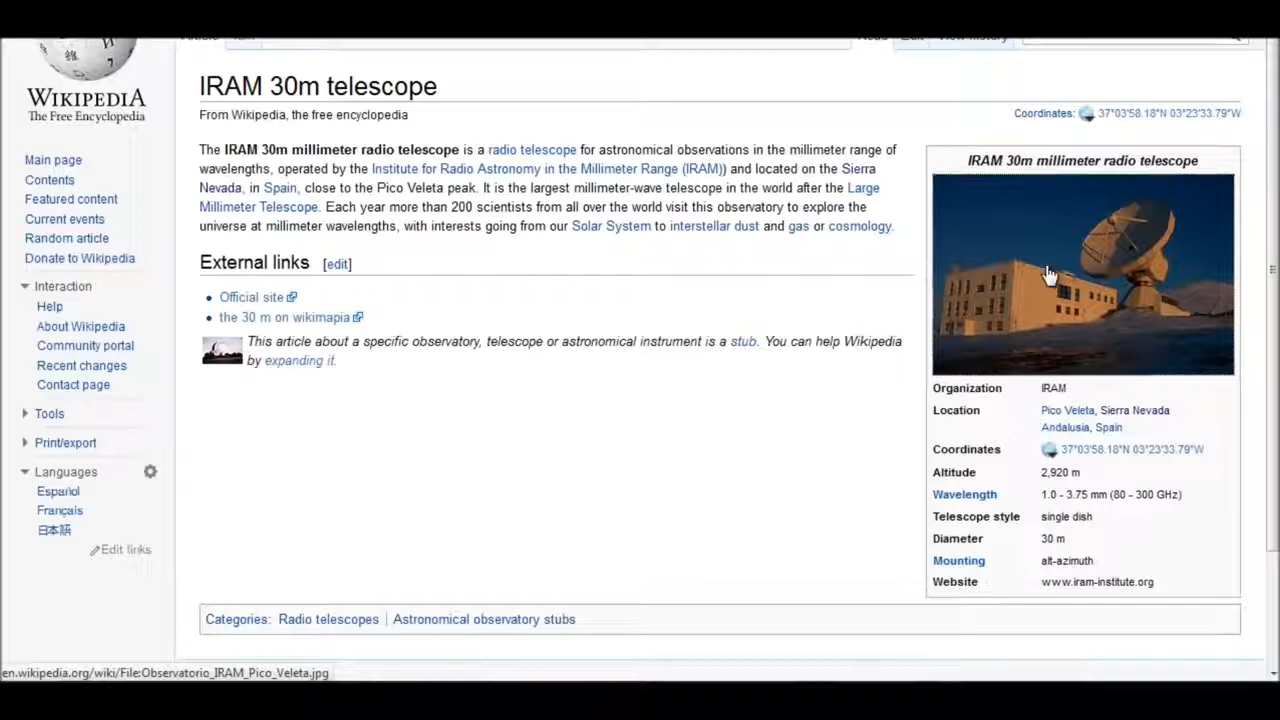 Article Talk Read Edit View history
WIKIPEDIA
The Free Encyclopedia
Main page
Contents
Featured content
Current events
Random article
Donate to Wikipedia
Interaction
Help
About Wikipedia
Community portal
Recent changes
Contact page
Tools
Print/export
Languages
Español
Français
日本語
Edit links
IRAM 30m telescope
From Wikipedia, the free encyclopedia
Coordinates: 37°03′58.18″N 03°23′33.79″W
The IRAM 30m millimeter radio telescope is a radio telescope for astronomical observations in the millimeter range of
wavelengths, operated by the Institute for Radio Astronomy in the Millimeter Range (IRAM)) and located on the Sierra
Nevada, in Spain, close to the Pico Veleta peak. It is the largest millimeter-wave telescope in the world after the Large
Millimeter Telescope. Each year more than 200 scientists from all over the world visit this observatory to explore the
universe at millimeter wavelengths, with interests going from our Solar System to interstellar dust and gas or cosmology.
External links [edit]
Official site
the 30 m on wikimapia
This article about a specific observatory, telescope or astronomical instrument is a stub. You can help Wikipedia
by expanding it.
IRAM 30m millimeter radio telescope
Organization IRAM
Location Pico Veleta, Sierra Nevada
Andalusia, Spain
Coordinates 37°03′58.18″N 03°23′33.79″W
Altitude 2,920 m
Wavelength 1.0 - 3.75 mm (80 - 300 GHz)
Telescope style single dish
Diameter 30 m
Mounting alt-azimuth
Website www.iram-institute.org
Categories: Radio telescopes | Astronomical observatory stubs
en.wikipedia.org/wiki/File:Observatorio_IRAM_Pico_Veleta.jpg